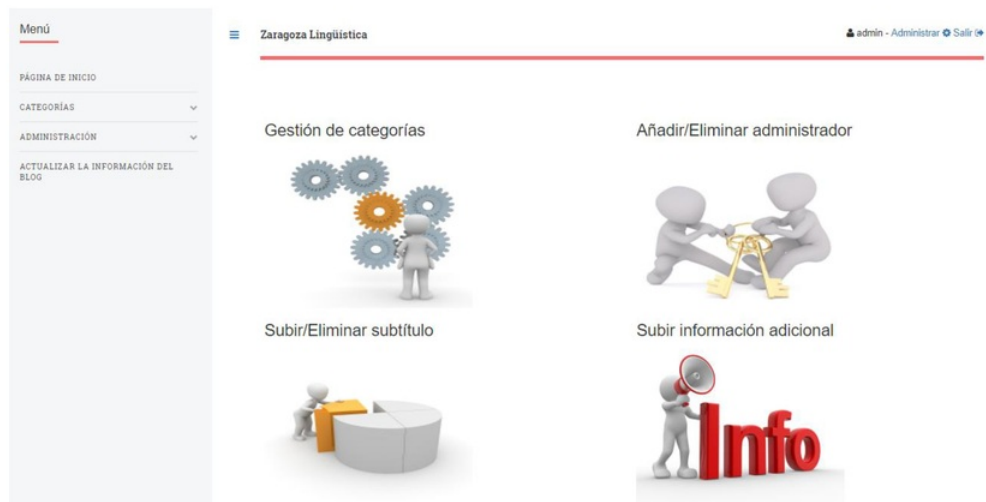 Menú
PÁGINA DE INICIO
CATEGORÍAS
ADMINISTRACIÓN
ACTUALIZAR LA INFORMACIÓN DEL
BLOG
Zaragoza Lingüística
admin - Administrar Salir
Gestión de categorías
Añadir/Eliminar administrador
Subir/Eliminar subtítulo
Subir información adicional
Info